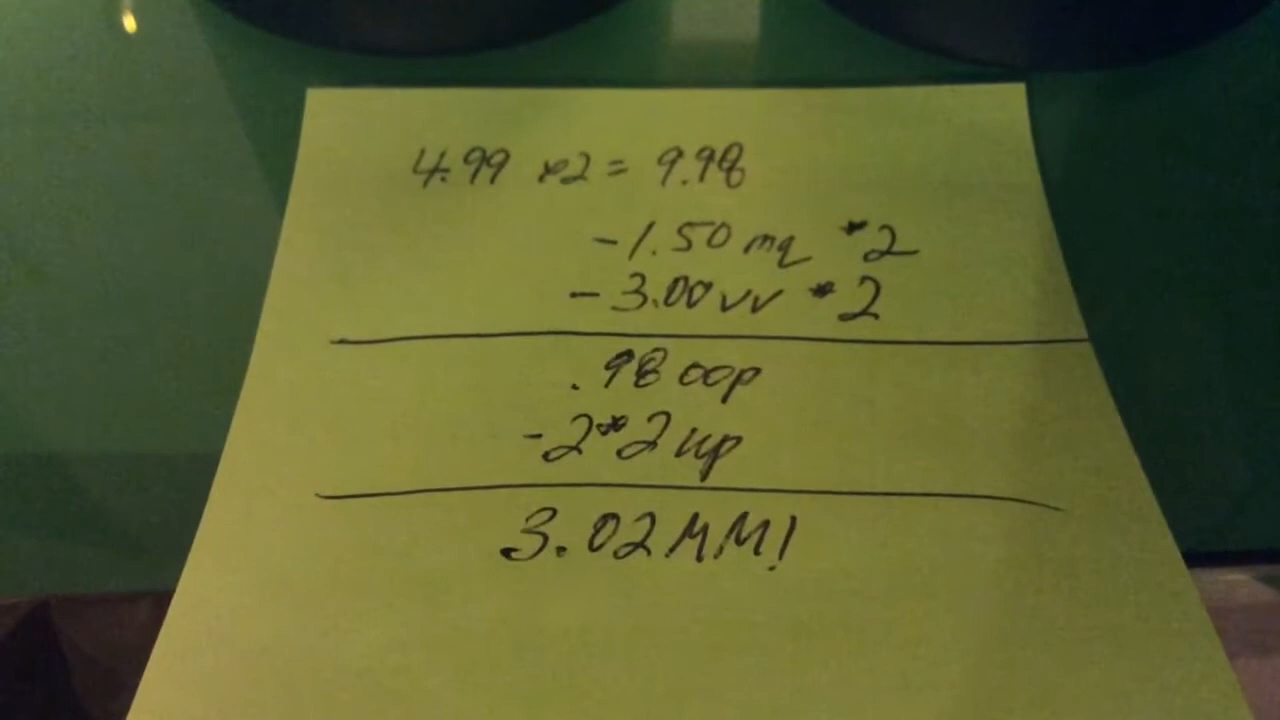 4.99 x2 = 9.98
-1.50 mq *2
-3.00 vv *2
.98 oop
-2*2 up
3.02 MM!